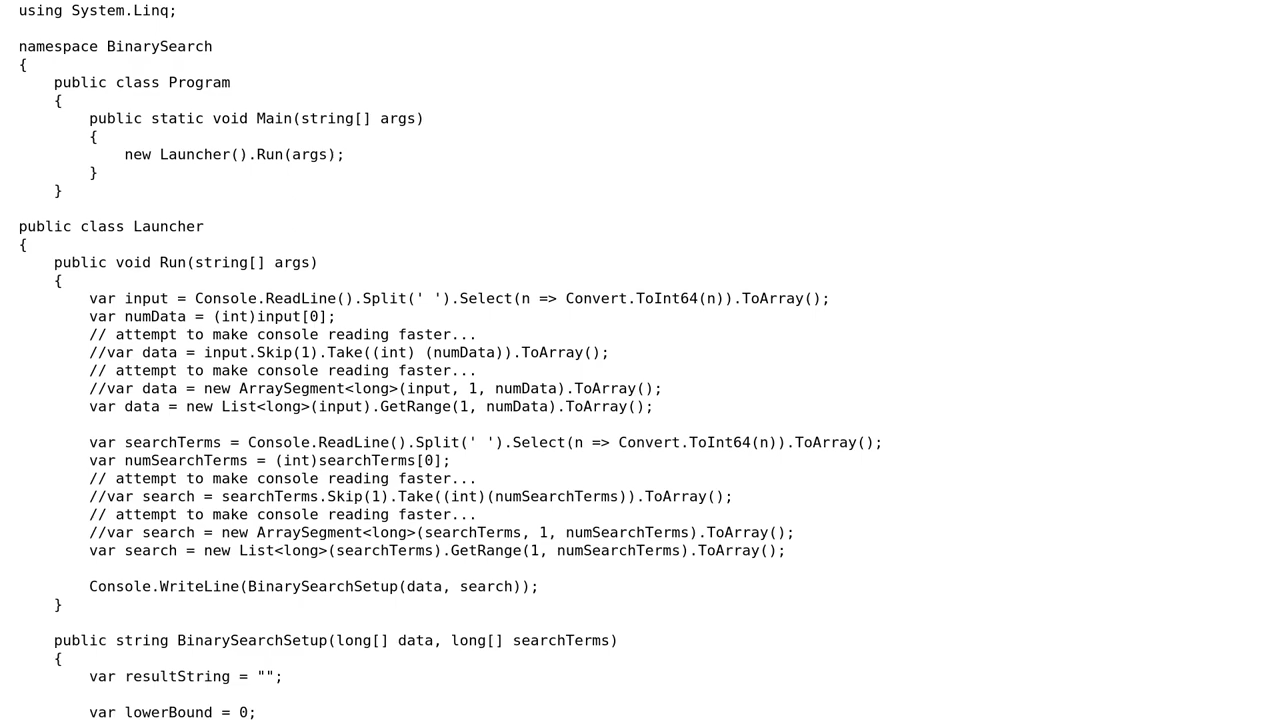 using System.Linq;

namespace BinarySearch
{
    public class Program
    {
        public static void Main(string[] args)
        {
            new Launcher().Run(args);
        }
    }

public class Launcher
{
    public void Run(string[] args)
    {
        var input = Console.ReadLine().Split(' ').Select(n => Convert.ToInt64(n)).ToArray();
        var numData = (int)input[0];
        // attempt to make console reading faster...
        //var data = input.Skip(1).Take((int) (numData)).ToArray();
        // attempt to make console reading faster...
        //var data = new ArraySegment<long>(input, 1, numData).ToArray();
        var data = new List<long>(input).GetRange(1, numData).ToArray();

        var searchTerms = Console.ReadLine().Split(' ').Select(n => Convert.ToInt64(n)).ToArray();
        var numSearchTerms = (int)searchTerms[0];
        // attempt to make console reading faster...
        //var search = searchTerms.Skip(1).Take((int)(numSearchTerms)).ToArray();
        // attempt to make console reading faster...
        //var search = new ArraySegment<long>(searchTerms, 1, numSearchTerms).ToArray();
        var search = new List<long>(searchTerms).GetRange(1, numSearchTerms).ToArray();

        Console.WriteLine(BinarySearchSetup(data, search));
    }

    public string BinarySearchSetup(long[] data, long[] searchTerms)
    {
        var resultString = "";

        var lowerBound = 0;